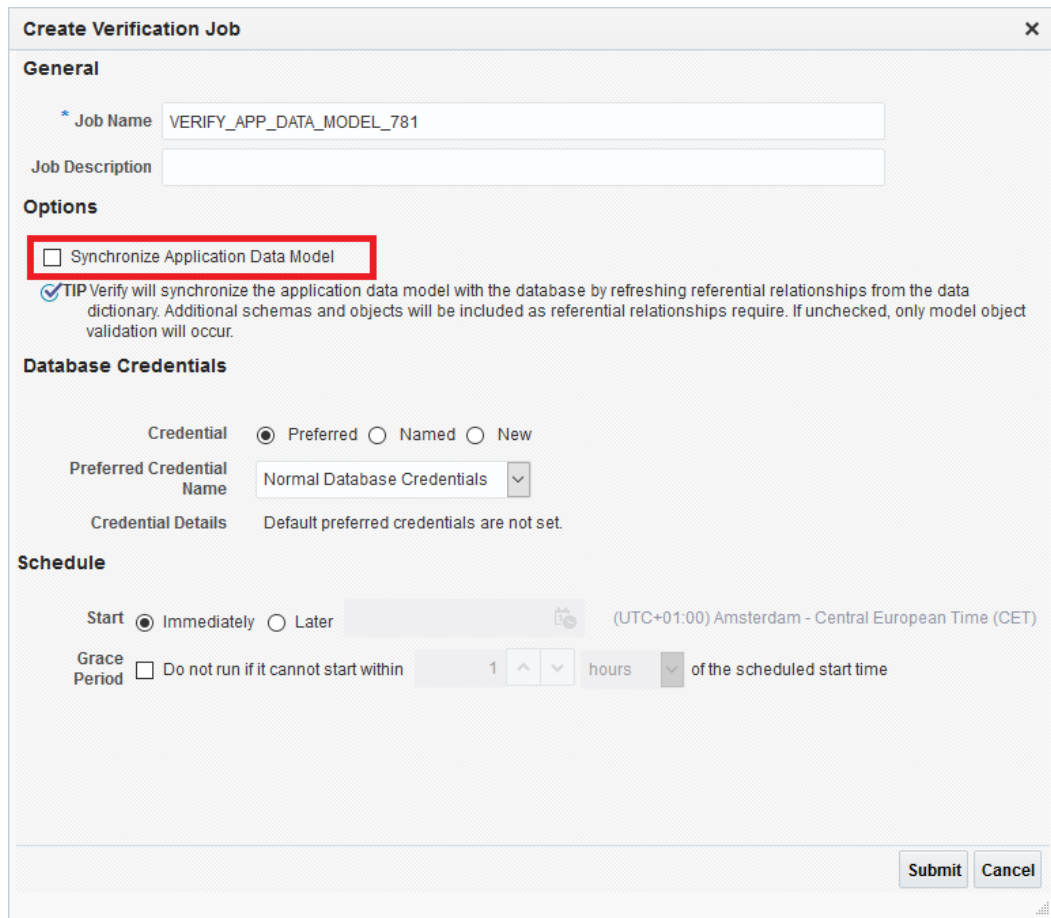 Create Verification Job
General
* Job Name VERIFY_APP_DATA_MODEL_781
Job Description
Options
Synchronize Application Data Model
TIP Verify will synchronize the application data model with the database by refreshing referential relationships from the data
dictionary. Additional schemas and objects will be included as referential relationships require. If unchecked, only model object
validation will occur.
Database Credentials
Credential Preferred Named New
Preferred Credential
Name Normal Database Credentials
Credential Details Default preferred credentials are not set.
Schedule
Start Immediately Later (UTC+01:00) Amsterdam - Central European Time (CET)
Grace
Period Do not run if it cannot start within 1 hours of the scheduled start time
Submit Cancel